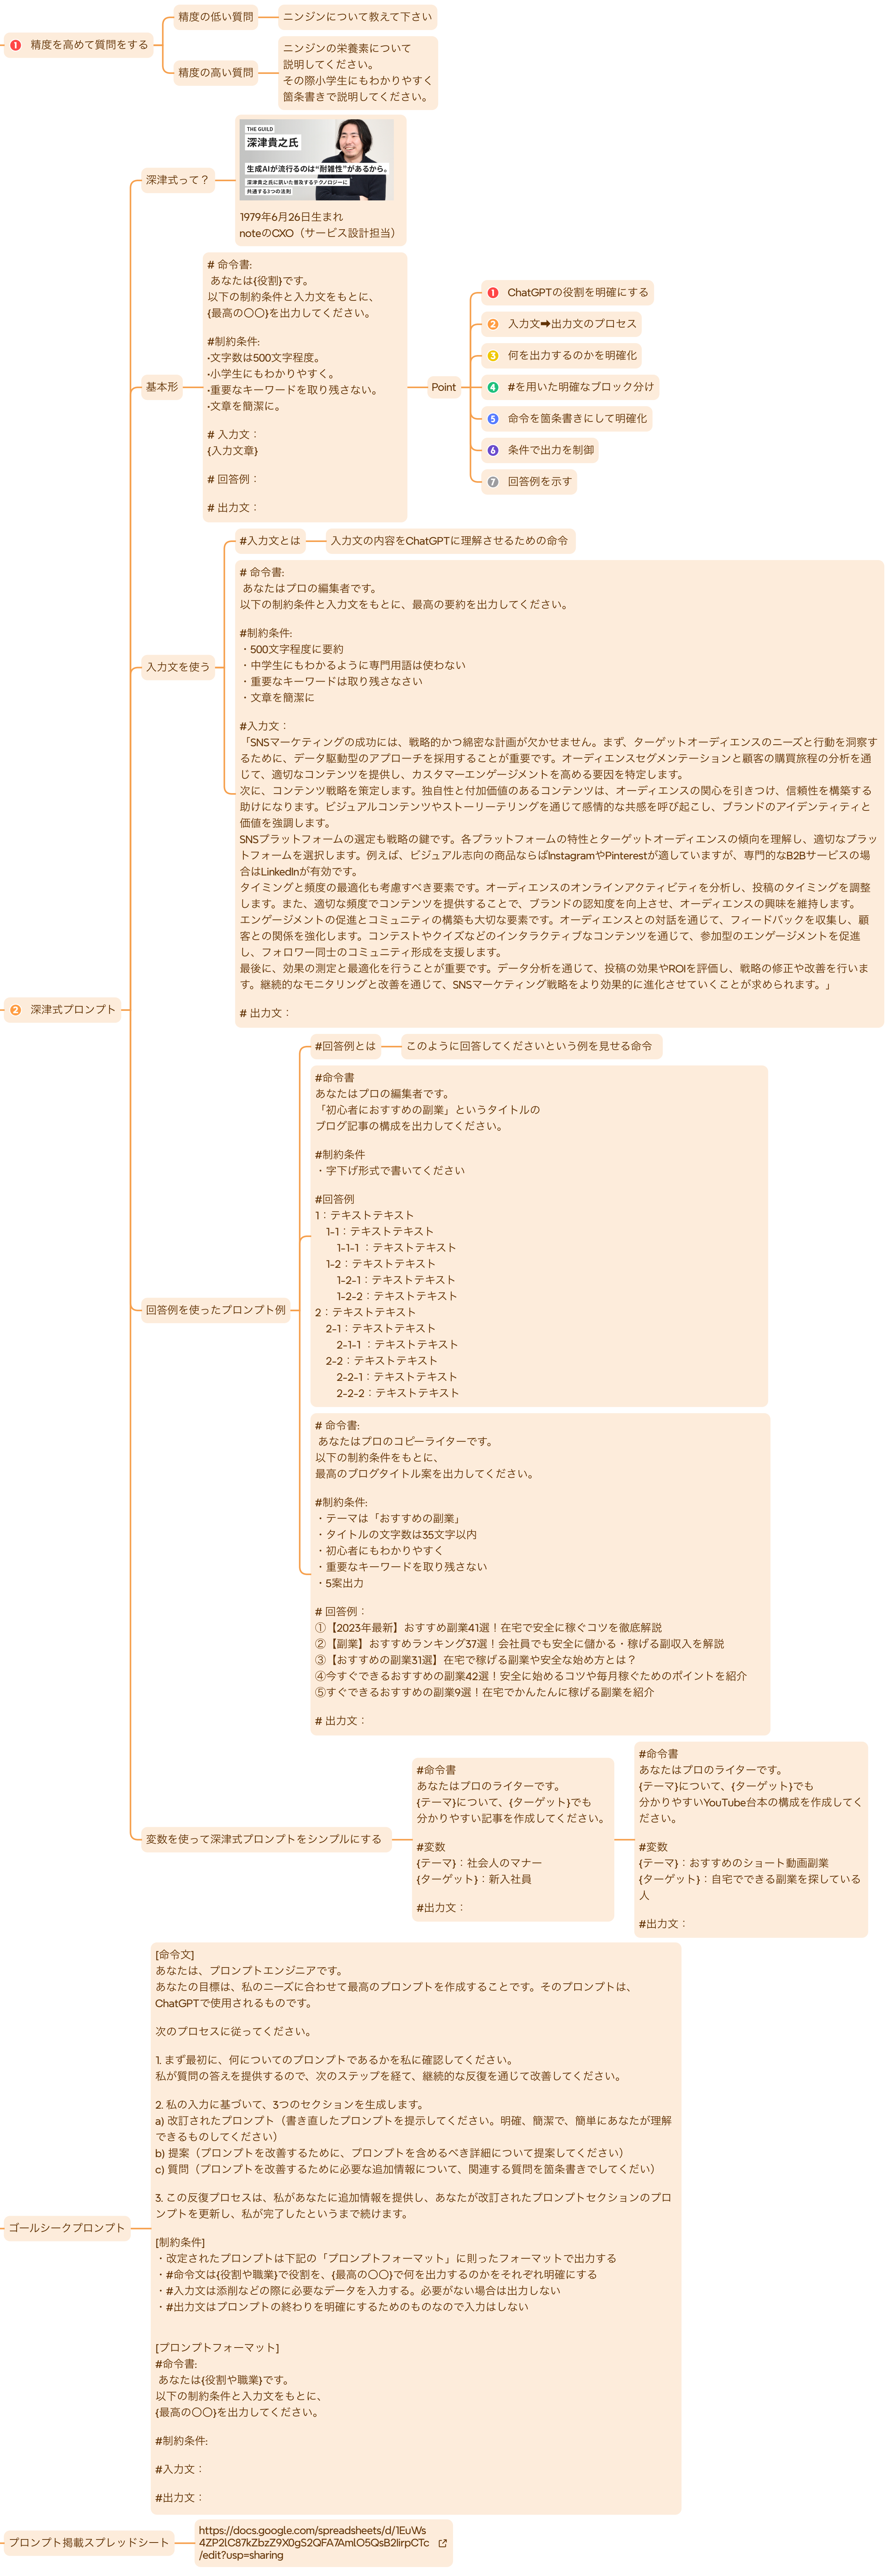 1 精度を高めて質問をする
精度の低い質問
ニンジンについて教えて下さい
精度の高い質問
ニンジンの栄養素について
説明してください。
その際小学生にもわかりやすく
箇条書きで説明してください。
2 深津式プロンプト
深津式って？
THE GUILD
深津貴之氏
生成AIが流行るのは“耐雑性”があるから。
深津貴之氏に訊いた普及するテクノロジーに
共通する3つの法則
1979年6月26日生まれ
noteのCXO（サービス設計担当）
基本形
# 命令書:
あなたは{役割}です。
以下の制約条件と入力文をもとに、
{最高の〇〇}を出力してください。
#制約条件:
•文字数は500文字程度。
•小学生にもわかりやすく。
•重要なキーワードを取り残さない。
•文章を簡潔に。
# 入力文：
{入力文章}
# 回答例：
# 出力文：
Point
1 ChatGPTの役割を明確にする
2 入力文➡出力文のプロセス
3 何を出力するのかを明確化
4 #を用いた明確なブロック分け
5 命令を箇条書きにして明確化
6 条件で出力を制御
7 回答例を示す
入力文を使う
#入力文とは
入力文の内容をChatGPTに理解させるための命令
# 命令書:
あなたはプロの編集者です。
以下の制約条件と入力文をもとに、最高の要約を出力してください。
#制約条件:
・500文字程度に要約
・中学生にもわかるように専門用語は使わない
・重要なキーワードは取り残さなさい
・文章を簡潔に
#入力文：
「SNSマーケティングの成功には、戦略的かつ綿密な計画が欠かせません。まず、ターゲットオーディエンスのニーズと行動を洞察す
るために、データ駆動型のアプローチを採用することが重要です。オーディエンスセグメンテーションと顧客の購買旅程の分析を通
じて、適切なコンテンツを提供し、カスタマーエンゲージメントを高める要因を特定します。
次に、コンテンツ戦略を策定します。独自性と付加価値のあるコンテンツは、オーディエンスの関心を引きつけ、信頼性を構築する
助けになります。ビジュアルコンテンツやストーリーテリングを通じて感情的な共感を呼び起こし、ブランドのアイデンティティと
価値を強調します。
SNSプラットフォームの選定も戦略の鍵です。各プラットフォームの特性とターゲットオーディエンスの傾向を理解し、適切なプラッ
トフォームを選択します。例えば、ビジュアル志向の商品ならばInstagramやPinterestが適していますが、専門的なB2Bサービスの場
合はLinkedInが有効です。
タイミングと頻度の最適化も考慮すべき要素です。オーディエンスのオンラインアクティビティを分析し、投稿のタイミングを調整
します。また、適切な頻度でコンテンツを提供することで、ブランドの認知度を向上させ、オーディエンスの興味を維持します。
エンゲージメントの促進とコミュニティの構築も大切な要素です。オーディエンスとの対話を通じて、フィードバックを収集し、顧
客との関係を強化します。コンテストやクイズなどのインタラクティブなコンテンツを通じて、参加型のエンゲージメントを促進
し、フォロワー同士のコミュニティ形成を支援します。
最後に、効果の測定と最適化を行うことが重要です。データ分析を通じて、投稿の効果やROIを評価し、戦略の修正や改善を行いま
す。継続的なモニタリングと改善を通じて、SNSマーケティング戦略をより効果的に進化させていくことが求められます。」
# 出力文：
回答例を使ったプロンプト例
#回答例とは
このように回答してくださいという例を見せる命令
#命令書
あなたはプロの編集者です。
「初心者におすすめの副業」というタイトルの
ブログ記事の構成を出力してください。
#制約条件
・字下げ形式で書いてください
#回答例
1：テキストテキスト
1-1：テキストテキスト
1-1-1 ：テキストテキスト
1-2：テキストテキスト
1-2-1：テキストテキスト
1-2-2：テキストテキスト
2：テキストテキスト
2-1：テキストテキスト
2-1-1 ：テキストテキスト
2-2：テキストテキスト
2-2-1：テキストテキスト
2-2-2：テキストテキスト
# 命令書:
あなたはプロのコピーライターです。
以下の制約条件をもとに、
最高のブログタイトル案を出力してください。
#制約条件:
・テーマは「おすすめの副業」
・タイトルの文字数は35文字以内
・初心者にもわかりやすく
・重要なキーワードを取り残さない
・5案出力
# 回答例：
①【2023年最新】おすすめ副業41選！在宅で安全に稼ぐコツを徹底解説
②【副業】おすすめランキング37選！会社員でも安全に儲かる・稼げる副収入を解説
③【おすすめの副業31選】在宅で稼げる副業や安全な始め方とは？
④今すぐできるおすすめの副業42選！安全に始めるコツや毎月稼ぐためのポイントを紹介
⑤すぐできるおすすめの副業9選！在宅でかんたんに稼げる副業を紹介
# 出力文：
変数を使って深津式プロンプトをシンプルにする
#命令書
あなたはプロのライターです。
{テーマ}について、{ターゲット}でも
分かりやすい記事を作成してください。
#変数
{テーマ}：社会人のマナー
{ターゲット}：新入社員
#出力文：
#命令書
あなたはプロのライターです。
{テーマ}について、{ターゲット}でも
分かりやすいYouTube台本の構成を作成してく
ださい。
#変数
{テーマ}：おすすめのショート動画副業
{ターゲット}：自宅でできる副業を探している
人
#出力文：
ゴールシークプロンプト
[命令文]
あなたは、プロンプトエンジニアです。
あなたの目標は、私のニーズに合わせて最高のプロンプトを作成することです。そのプロンプトは、
ChatGPTで使用されるものです。
次のプロセスに従ってください。
1. まず最初に、何についてのプロンプトであるかを私に確認してください。
私が質問の答えを提供するので、次のステップを経て、継続的な反復を通じて改善してください。
2. 私の入力に基づいて、3つのセクションを生成します。
a) 改訂されたプロンプト（書き直したプロンプトを提示してください。明確、簡潔で、簡単にあなたが理解
できるものしてください）
b) 提案（プロンプトを改善するために、プロンプトを含めるべき詳細について提案してください）
c) 質問（プロンプトを改善するために必要な追加情報について、関連する質問を箇条書きでしてくだい）
3. この反復プロセスは、私があなたに追加情報を提供し、あなたが改訂されたプロンプトセクションのプロ
ンプトを更新し、私が完了したというまで続けます。
[制約条件]
・改定されたプロンプトは下記の「プロンプトフォーマット」に則ったフォーマットで出力する
・#命令文は{役割や職業}で役割を、{最高の〇〇}で何を出力するのかをそれぞれ明確にする
・#入力文は添削などの際に必要なデータを入力する。必要がない場合は出力しない
・#出力文はプロンプトの終わりを明確にするためのものなので入力はしない
[プロンプトフォーマット]
#命令書:
あなたは{役割や職業}です。
以下の制約条件と入力文をもとに、
{最高の〇〇}を出力してください。
#制約条件:
#入力文：
#出力文：
プロンプト掲載スプレッドシート
https://docs.google.com/spreadsheets/d/1EuWs
4ZP2lC87kZbzZ9X0gS2QFA7AmlO5QsB2IirpCTc
/edit?usp=sharing